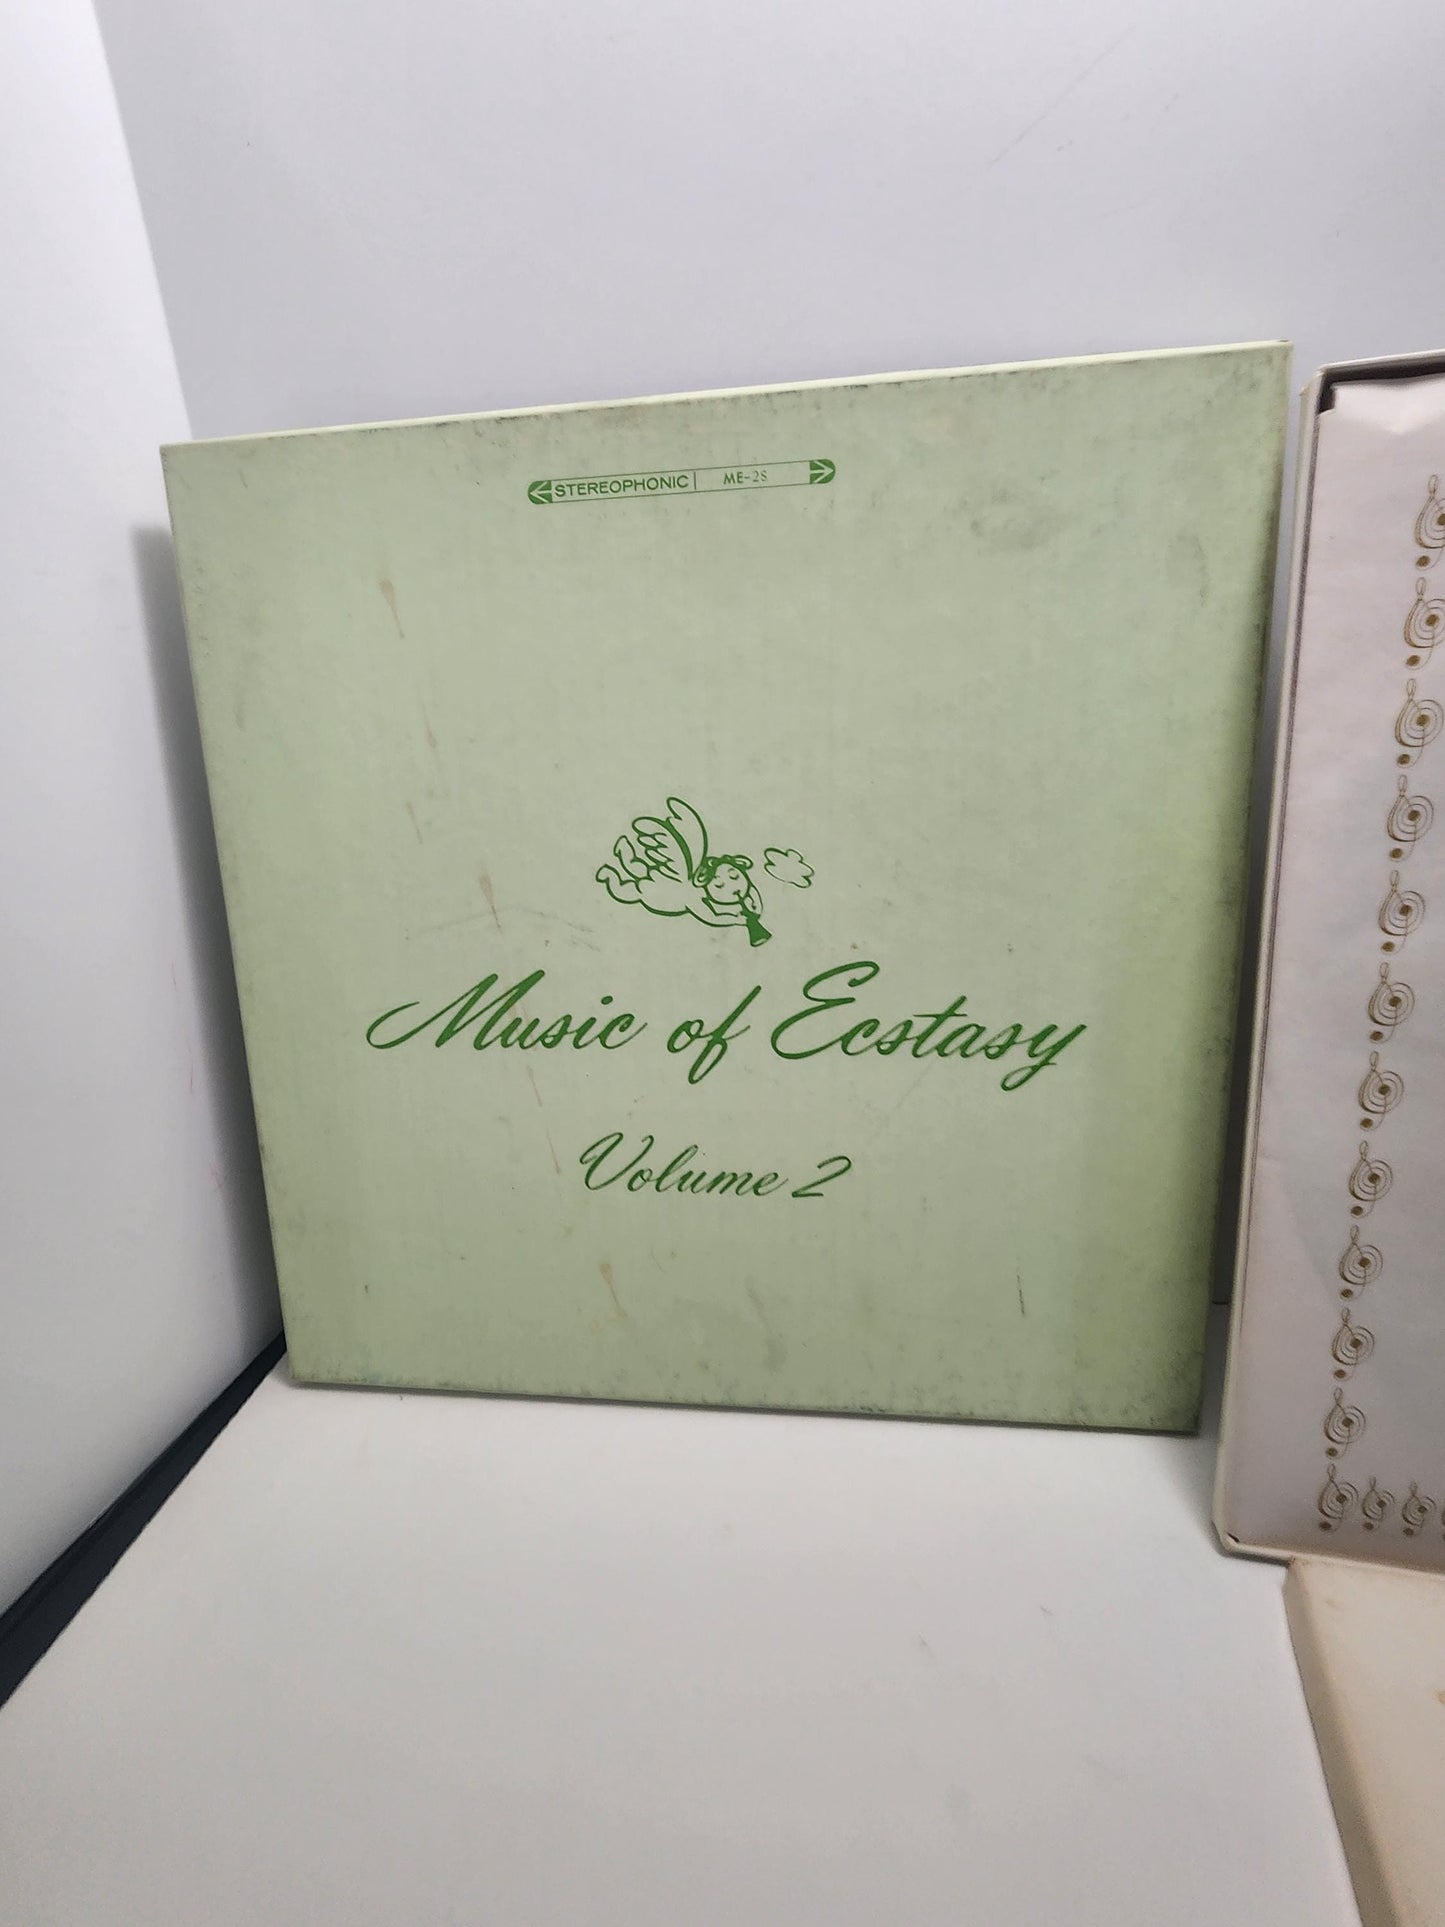 STEREOPHONIC ME-2S
Music of Ecstasy
Volume 2